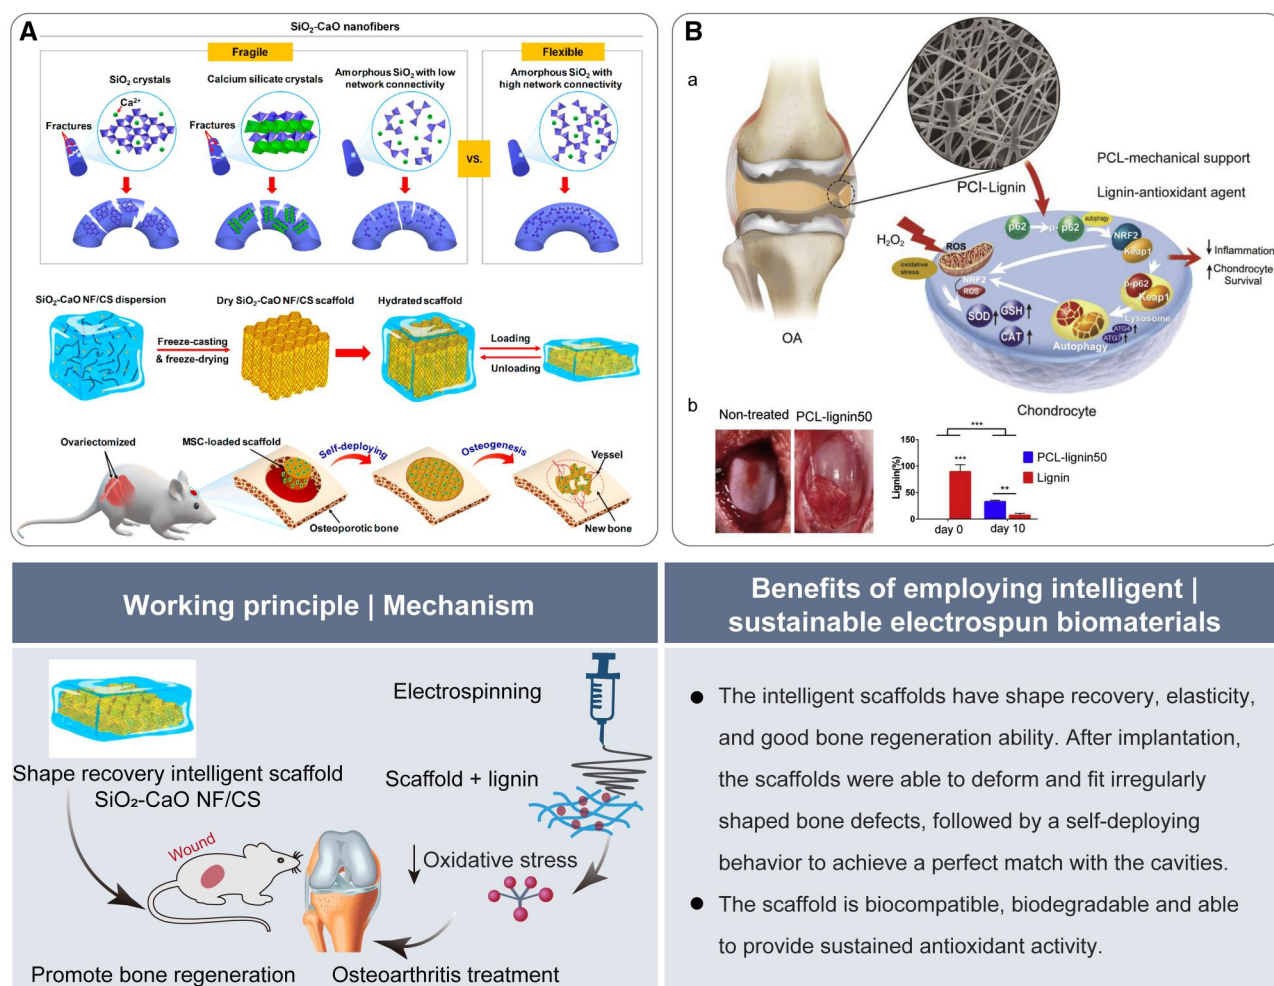 A
SiO₂-CaO nanofibers
Fragile
Flexible
SiO₂ crystals
Calcium silicate crystals
Amorphous SiO₂ with low
network connectivity
Amorphous SiO₂ with
high network connectivity
Ca²⁺
Fractures
Fractures
VS.
SiO₂-CaO NF/CS dispersion
Dry SiO₂-CaO NF/CS scaffold
Hydrated scaffold
Freeze-casting
& freeze-drying
Loading
Unloading
Ovariectomized
MSC-loaded scaffold
Self-deploying
Osteogenesis
Vessel
Osteoporotic bone
New bone
B
a
OA
PCl-Lignin
PCL-mechanical support
Lignin-antioxidant agent
H₂O₂
ROS
oxidative
stress
NRF2
ROS
SOD
GSH
CAT
p62
p- p62
autophagy
NRF2
Keap1
p-p62
Keap1
Lysosome
ATG4
ATG7
Autophagy
Inflammation
Chondrocyte
Survival
Chondrocyte
b
Non-treated
PCL-lignin50
Lignin(%)
150
100
50
0
***
***
**
PCL-lignin50
Lignin
day 0
day 10
Working principle | Mechanism
Electrospinning
Shape recovery intelligent scaffold
SiO₂-CaO NF/CS
Scaffold + lignin
Wound
Oxidative stress
Promote bone regeneration
Osteoarthritis treatment
Benefits of employing intelligent |
sustainable electrospun biomaterials
● The intelligent scaffolds have shape recovery, elasticity,
and good bone regeneration ability. After implantation,
the scaffolds were able to deform and fit irregularly
shaped bone defects, followed by a self-deploying
behavior to achieve a perfect match with the cavities.
● The scaffold is biocompatible, biodegradable and able
to provide sustained antioxidant activity.